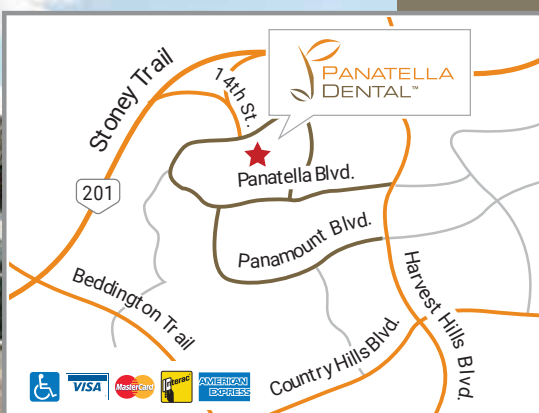 PANATELLA
DENTAL™
Stoney Trail
14th St.
201
Panatella Blvd.
Panamount Blvd.
Beddington Trail
Harvest Hills Blvd.
Country Hills Blvd.
VISA
MasterCard
Interac
AMERICAN
EXPRESS